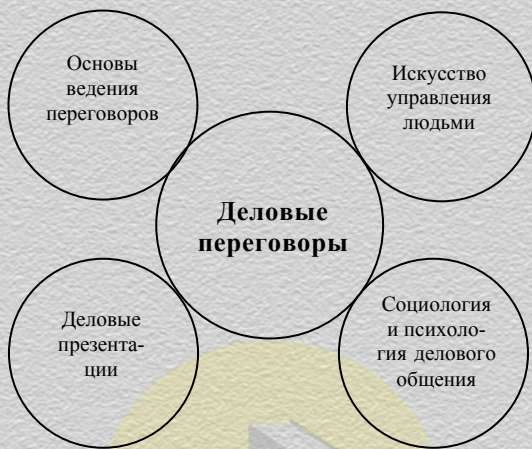 Основы
ведения
переговоров
Искусство
управления
людьми
Деловые
переговоры
Деловые
презента-
ции
Социология
и психоло-
гия делового
общения